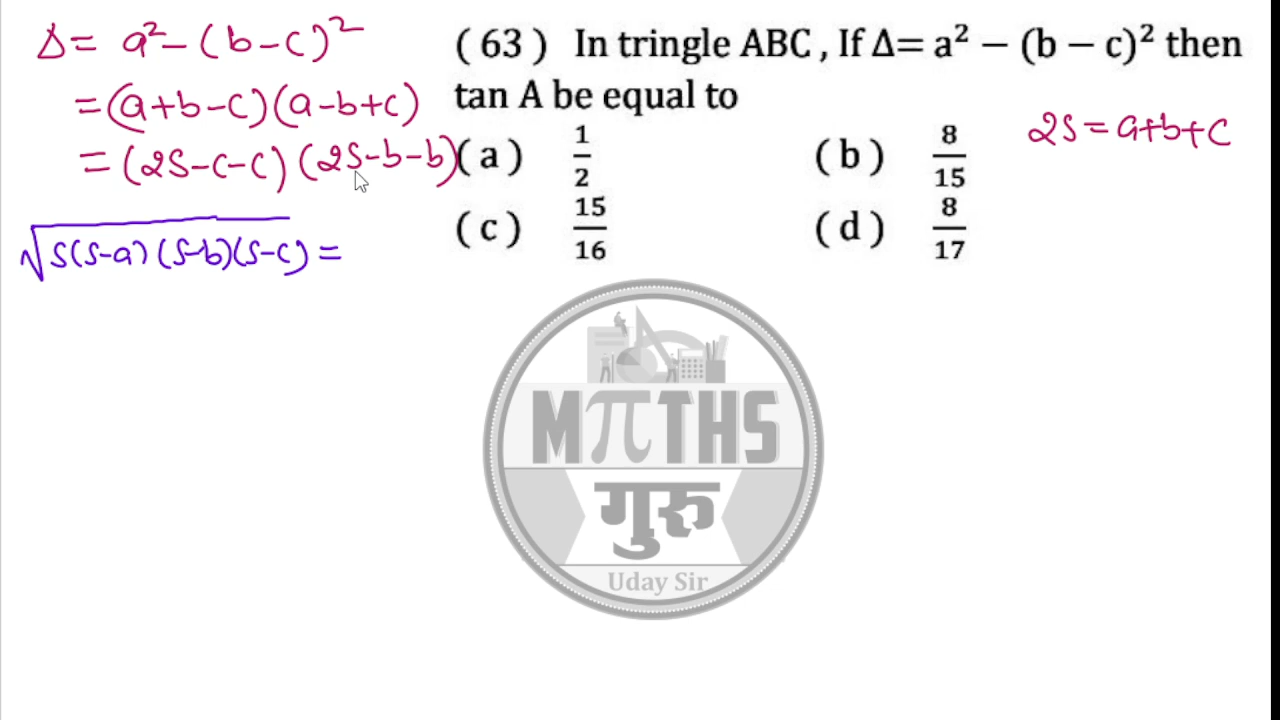 Δ = a² – (b – c)²
= (a+b–c)(a–b+c)
= (2S–c–c)(2S–b–b)
√S(S–a)(S–b)(S–c) =
( 63 ) In tringle ABC , If Δ= a² − (b − c)² then
tan A be equal to
2S = a+b+c
( a ) 1/2 ( b ) 8/15
( c ) 15/16 ( d ) 8/17
MπTHS
गुरु
Uday Sir